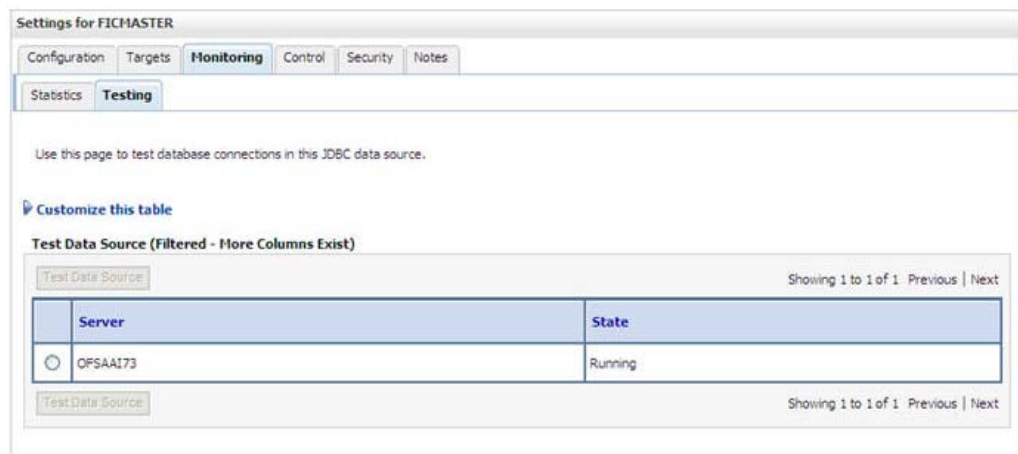 Settings for FICMASTER
Configuration Targets Monitoring Control Security Notes
Statistics Testing
Use this page to test database connections in this JDBC data source.
Customize this table
Test Data Source (Filtered - More Columns Exist)
Test Data Source Showing 1 to 1 of 1 Previous | Next
Server State
OFSAAI73 Running
Test Data Source Showing 1 to 1 of 1 Previous | Next